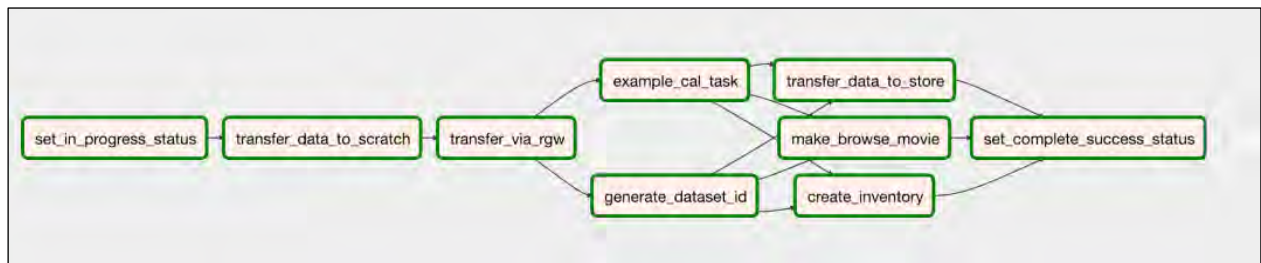 set_in_progress_status
transfer_data_to_scratch
transfer_via_rgw
example_cal_task
generate_dataset_id
transfer_data_to_store
make_browse_movie
create_inventory
set_complete_success_status